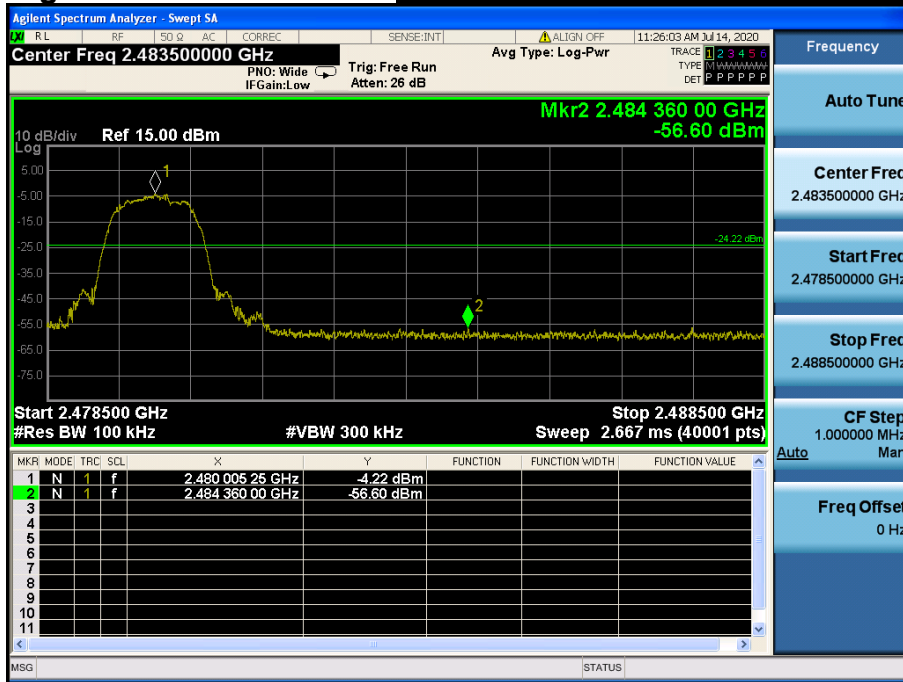 Agilent Spectrum Analyzer - Swept SA
LXI RL RF 50 Ω AC CORREC SENSE:INT ALIGN OFF 11:26:03 AM Jul 14, 2020
Center Freq 2.483500000 GHz
PNO: Wide
IFGain:Low
Trig: Free Run
Atten: 26 dB
Avg Type: Log-Pwr
TRACE 1 2 3 4 5 6
TYPE M
DET P P P P P P
Mkr2 2.484 360 00 GHz
-56.60 dBm
10 dB/div Ref 15.00 dBm
Log
5.00
-5.00
-15.0
-25.0
-35.0
-45.0
-55.0
-65.0
-75.0
1
-24.22 dBm
2
Start 2.478500 GHz Stop 2.488500 GHz
#Res BW 100 kHz #VBW 300 kHz Sweep 2.667 ms (40001 pts)
MKR MODE TRC SCL X Y FUNCTION FUNCTION WIDTH FUNCTION VALUE
1 N 1 f 2.480 005 25 GHz -4.22 dBm
2 N 1 f 2.484 360 00 GHz -56.60 dBm
3
4
5
6
7
8
9
10
11
MSG STATUS
Frequency
Auto Tune
Center Freq
2.483500000 GHz
Start Freq
2.478500000 GHz
Stop Freq
2.488500000 GHz
CF Step
1.000000 MHz
Auto Man
Freq Offset
0 Hz